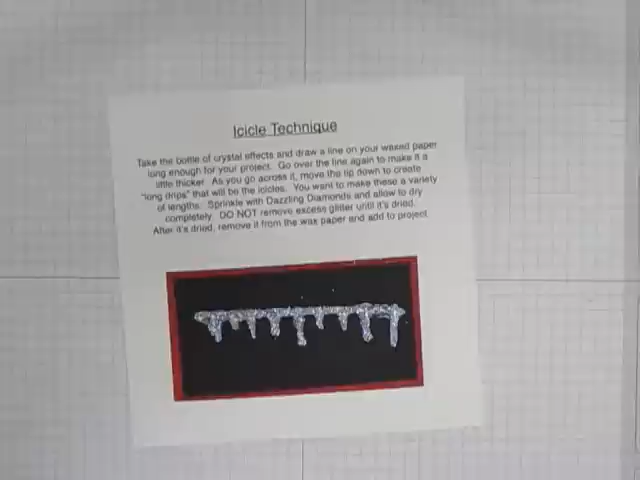 Icicle Technique
Take the bottle of crystal effects and draw a line on your waxed paper
long enough for your project. Go over the line again to make it a
little thicker. As you go across it, move the tip down to create
"long drips" that will be the icicles. You want to make these a variety
of lengths. Sprinkle with Dazzling Diamonds and allow to dry
completely. DO NOT remove excess glitter until it's dried.
After it's dried, remove it from the wax paper and add to project.